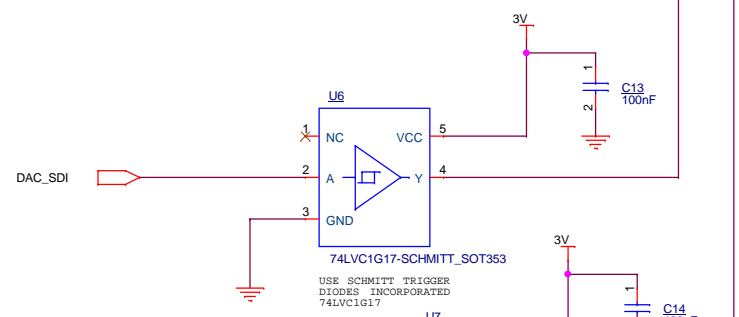 3V
1
C13
100nF
2
U6
1
NC
VCC
5
DAC_SDI
2
A
Y
4
3
GND
74LVC1G17-SCHMITT_SOT353
3V
USE SCHMITT TRIGGER
DIODES INCORPORATED
74LVC1G17
1
C14